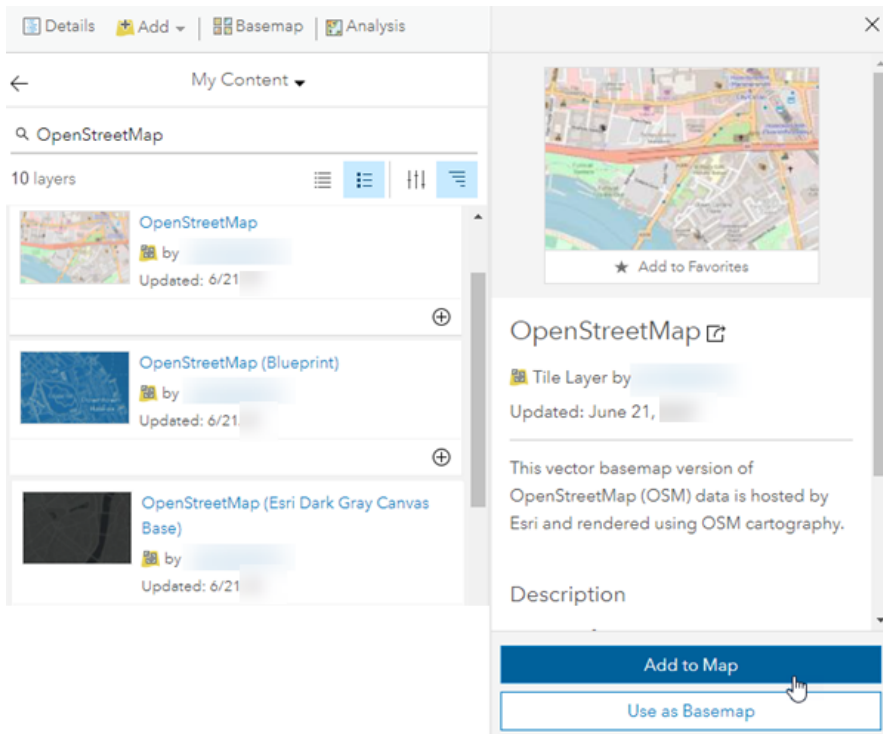 Details Add Basemap Analysis
My Content
OpenStreetMap
10 layers
OpenStreetMap
by
Updated: 6/21
OpenStreetMap (Blueprint)
by
Updated: 6/21
OpenStreetMap (Esri Dark Gray Canvas
Base)
by
Updated: 6/21
Add to Favorites
OpenStreetMap
Tile Layer by
Updated: June 21,
This vector basemap version of
OpenStreetMap (OSM) data is hosted by
Esri and rendered using OSM cartography.
Description
Add to Map
Use as Basemap